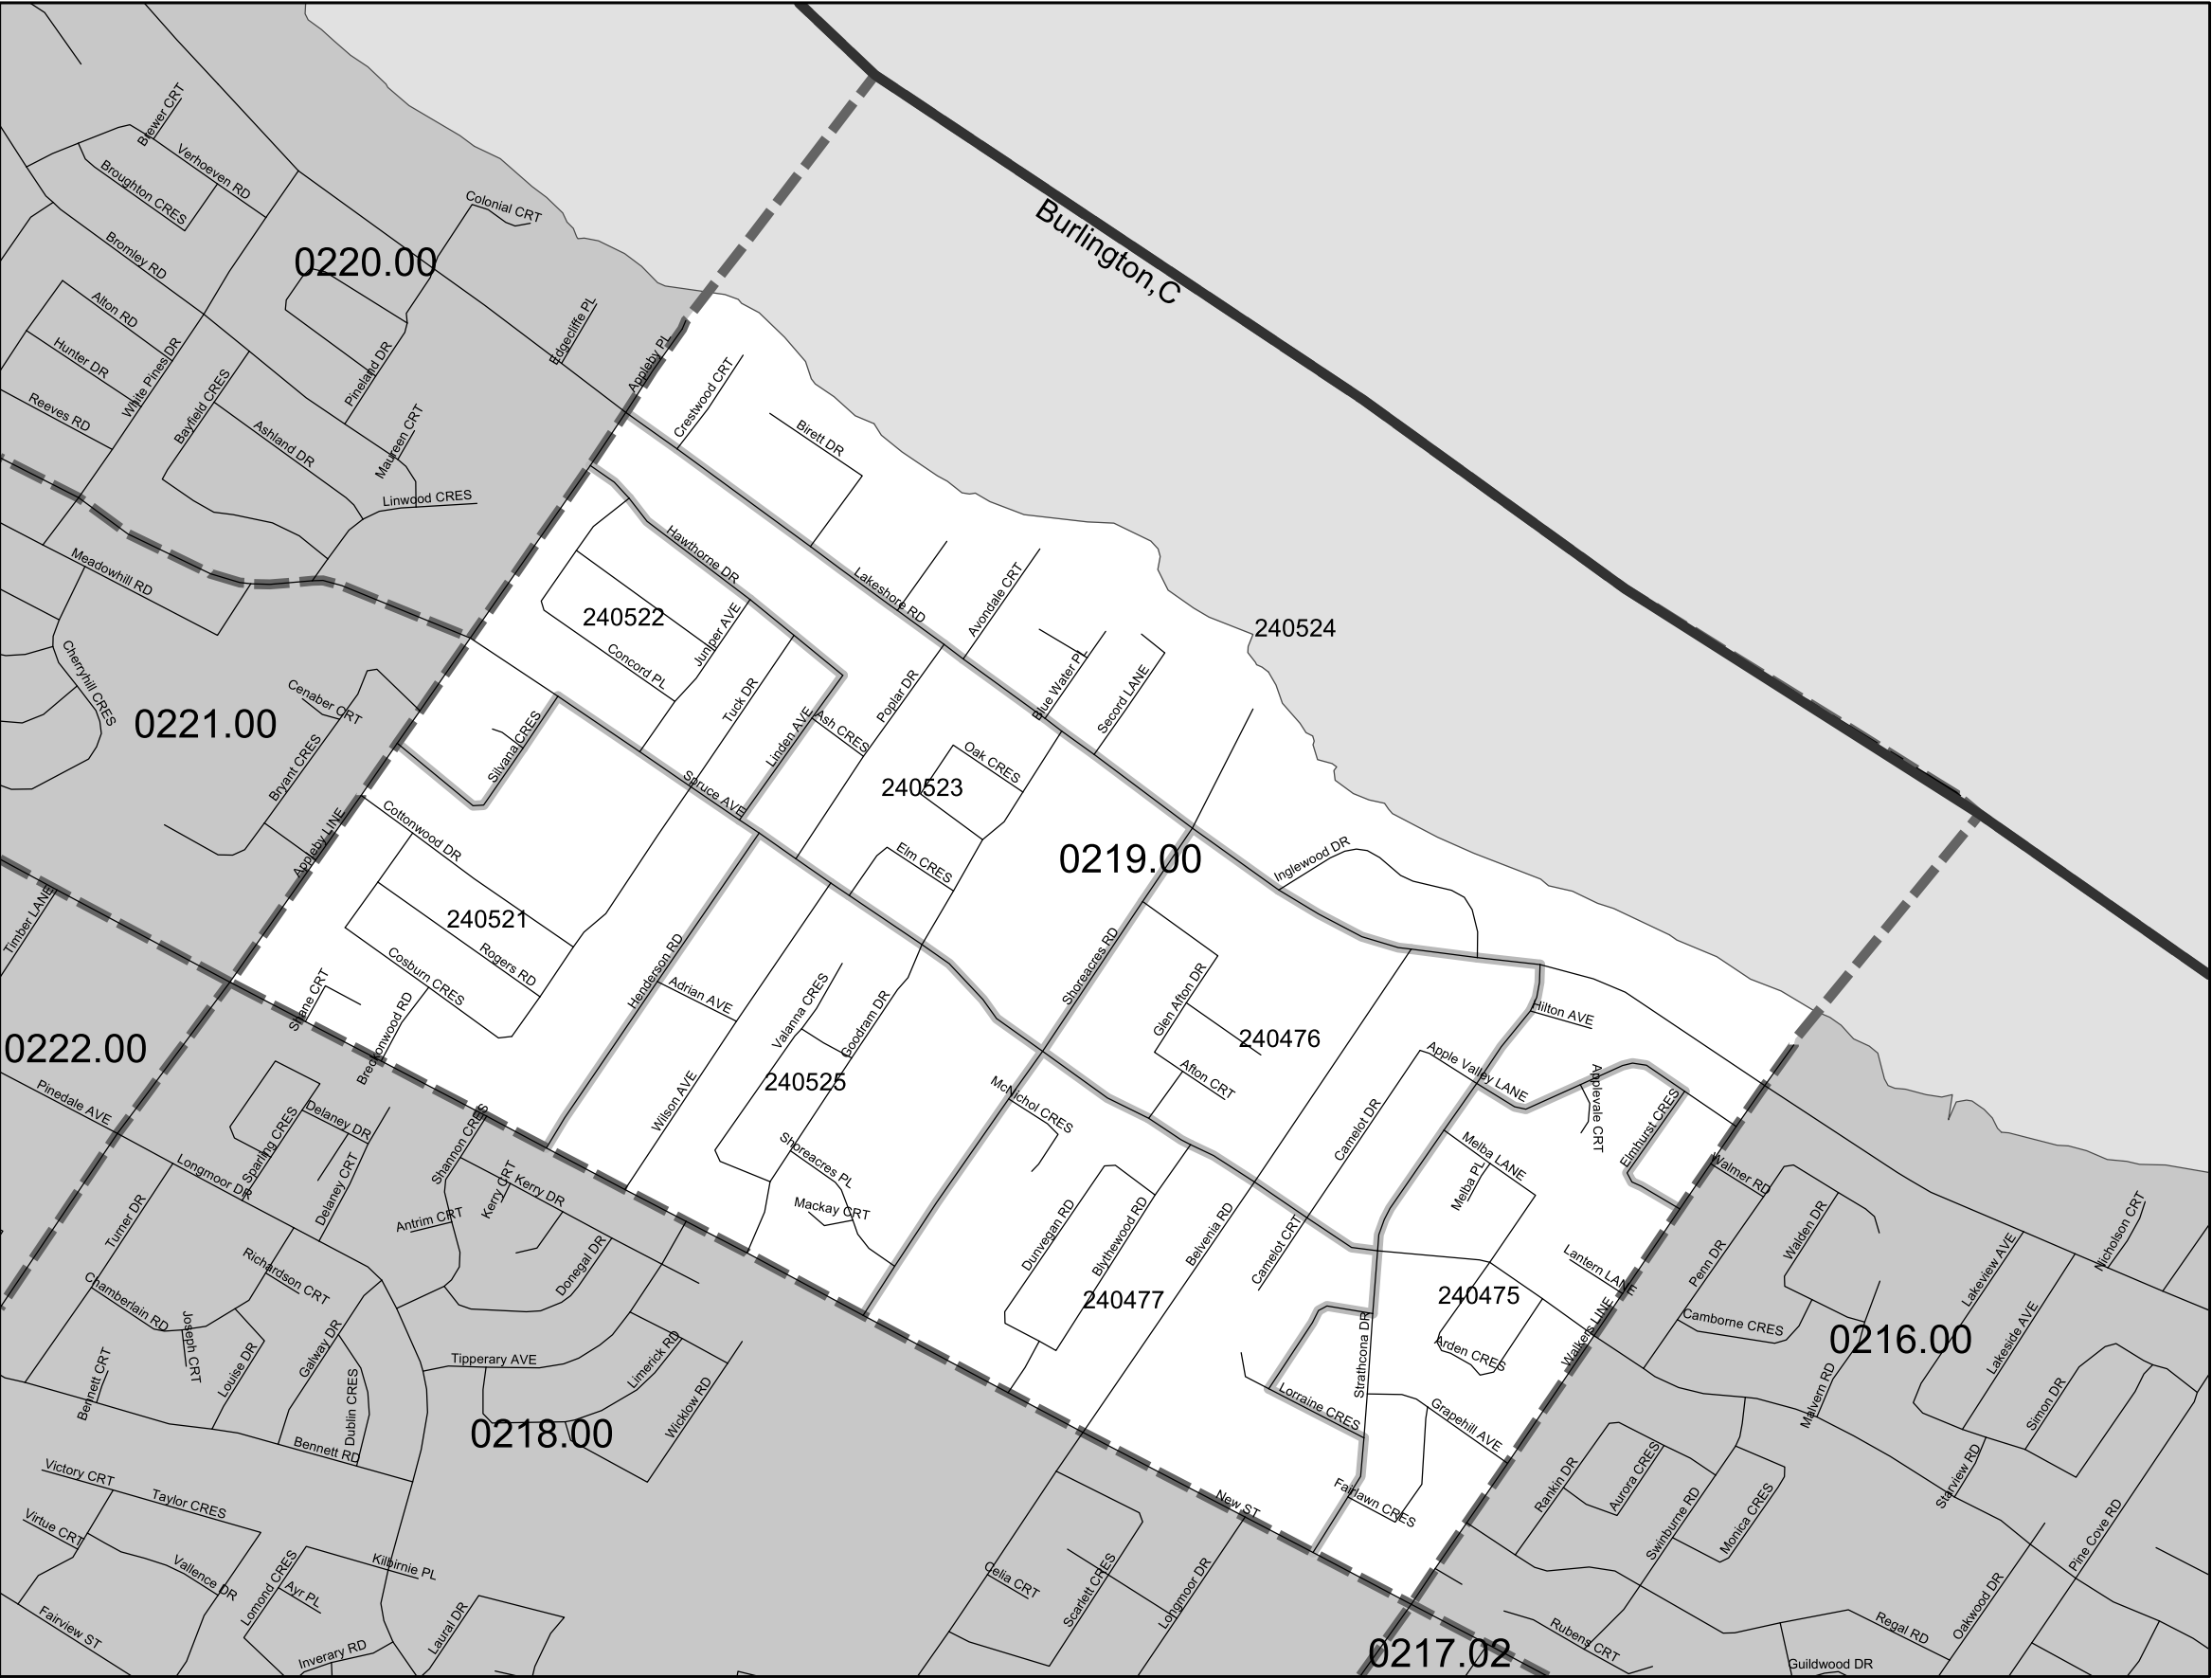 Brewer CRT
Verhoeven RD
Broughton CRES
Colonial CRT
Burlington,C
Bromley RD
0220.00
Alton RD
Edgecliffe PL
Hunter DR
White Pines DR
Pineland DR
Appleby PL
Bayfield CRES
Reeves RD
Crestwood CRT
Ashland DR
Maureen CRT
Birett DR
Linwood CRES
Meadowhill RD
Hawthorne DR
Lakeshore RD
Avondale CRT
240522
240524
Juniper AVE
Concord PL
Cherryhill CRES
Blue Water PL
Secord LANE
Tuck DR
Poplar DR
Cenaber CRT
0221.00
Linden AVE
Ash CRES
Silvana CRES
Oak CRES
Bryant CRES
Spruce AVE
240523
Cottonwood DR
Appleby LINE
Elm CRES
0219.00
Inglewood DR
Timber LANE
240521
Rogers RD
Henderson RD
Shoreacres RD
Cosburn CRES
Adrian AVE
Shane CRT
Valanna CRES
Goodram DR
Glen Afton DR
Hilton AVE
Breckonwood RD
240476
0222.00
Apple Valley LANE
240525
Afton CRT
Applevale CRT
Pinedale AVE
McNichol CRES
Wilson AVE
Elmhurst CRES
Delaney DR
Sparling CRES
Shannon CRES
Camelot DR
Melba LANE
Shoreacres PL
Walmer RD
Longmoor DR
Kerry CRT
Kerry DR
Melba PL
Delaney CRT
Mackay CRT
Turner DR
Antrim CRT
Dunvegan RD
Blythewood RD
Belvenia RD
Camelot CRT
Walden DR
Nicholson CRT
Penn DR
Lantern LANE
Lakeview AVE
Richardson CRT
Donegal DR
240477
240475
Chamberlain RD
Joseph CRT
Walkers LINE
Camborne CRES
0216.00
Lakeside AVE
Galway DR
Louise DR
Tipperary AVE
Limerick RD
Strathcona DR
Arden CRES
Bennett CRT
Dublin CRES
Wicklow RD
Lorraine CRES
Malvern RD
Simon DR
0218.00
Grapehill AVE
Bennett RD
Victory CRT
Taylor CRES
New ST
Fairlawn CRES
Rankin DR
Aurora CRES
Starview RD
Virtue CRT
Swinburne RD
Monica CRES
Pine Cove RD
Vallence DR
Kilbirnie PL
Lomond CRES
Ayr PL
Celia CRT
Scarlett CRES
Longmoor DR
Fairview ST
Laural DR
Inverary RD
0217.02
Rubens CRT
Regal RD
Oakwood DR
Guildwood DR